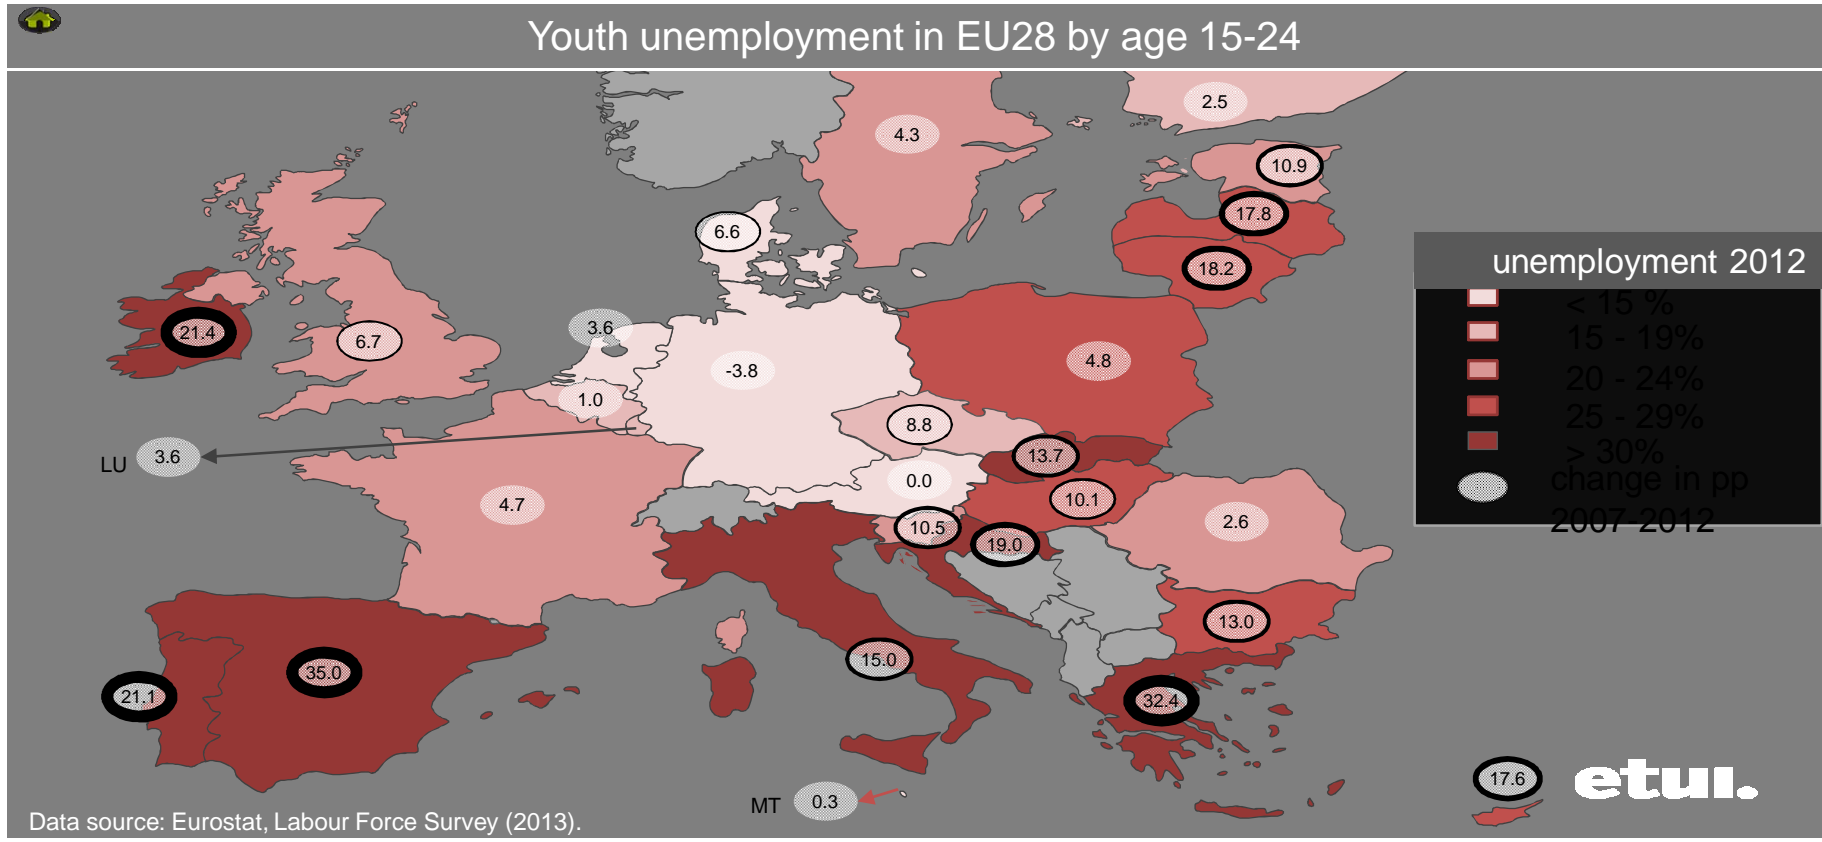 Youth unemployment in EU28 by age 15-24
2.5
4.3
10.9
17.8
6.6
18.2
unemployment 2012
< 15 %
15 - 19%
20 - 24%
25 - 29%
> 30%
change in pp
2007-2012
21.4
6.7
3.6
-3.8
4.8
1.0
8.8
LU
3.6
13.7
0.0
4.7
10.1
10.5
19.0
2.6
13.0
35.0
15.0
21.1
32.4
17.6
etui.
MT
0.3
Data source: Eurostat, Labour Force Survey (2013).